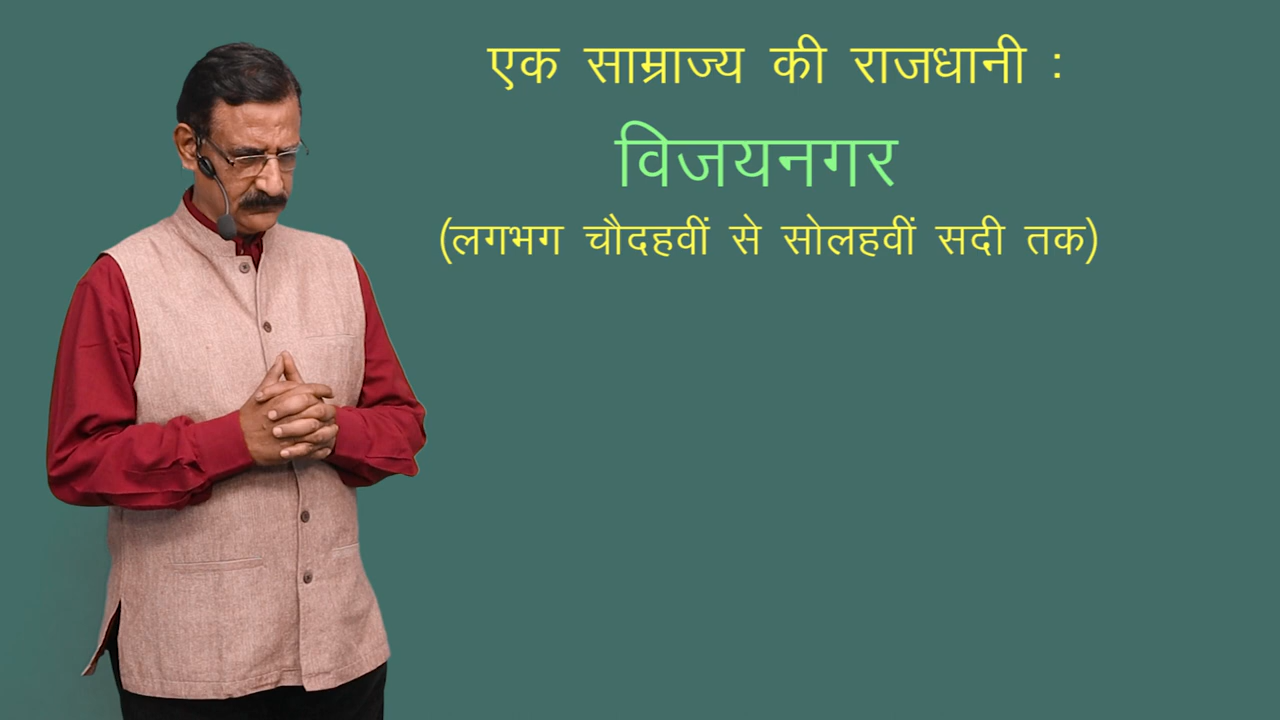 एक साम्राज्य की राजधानी :
विजयनगर
(लगभग चौदहवीं से सोलहवीं सदी तक)